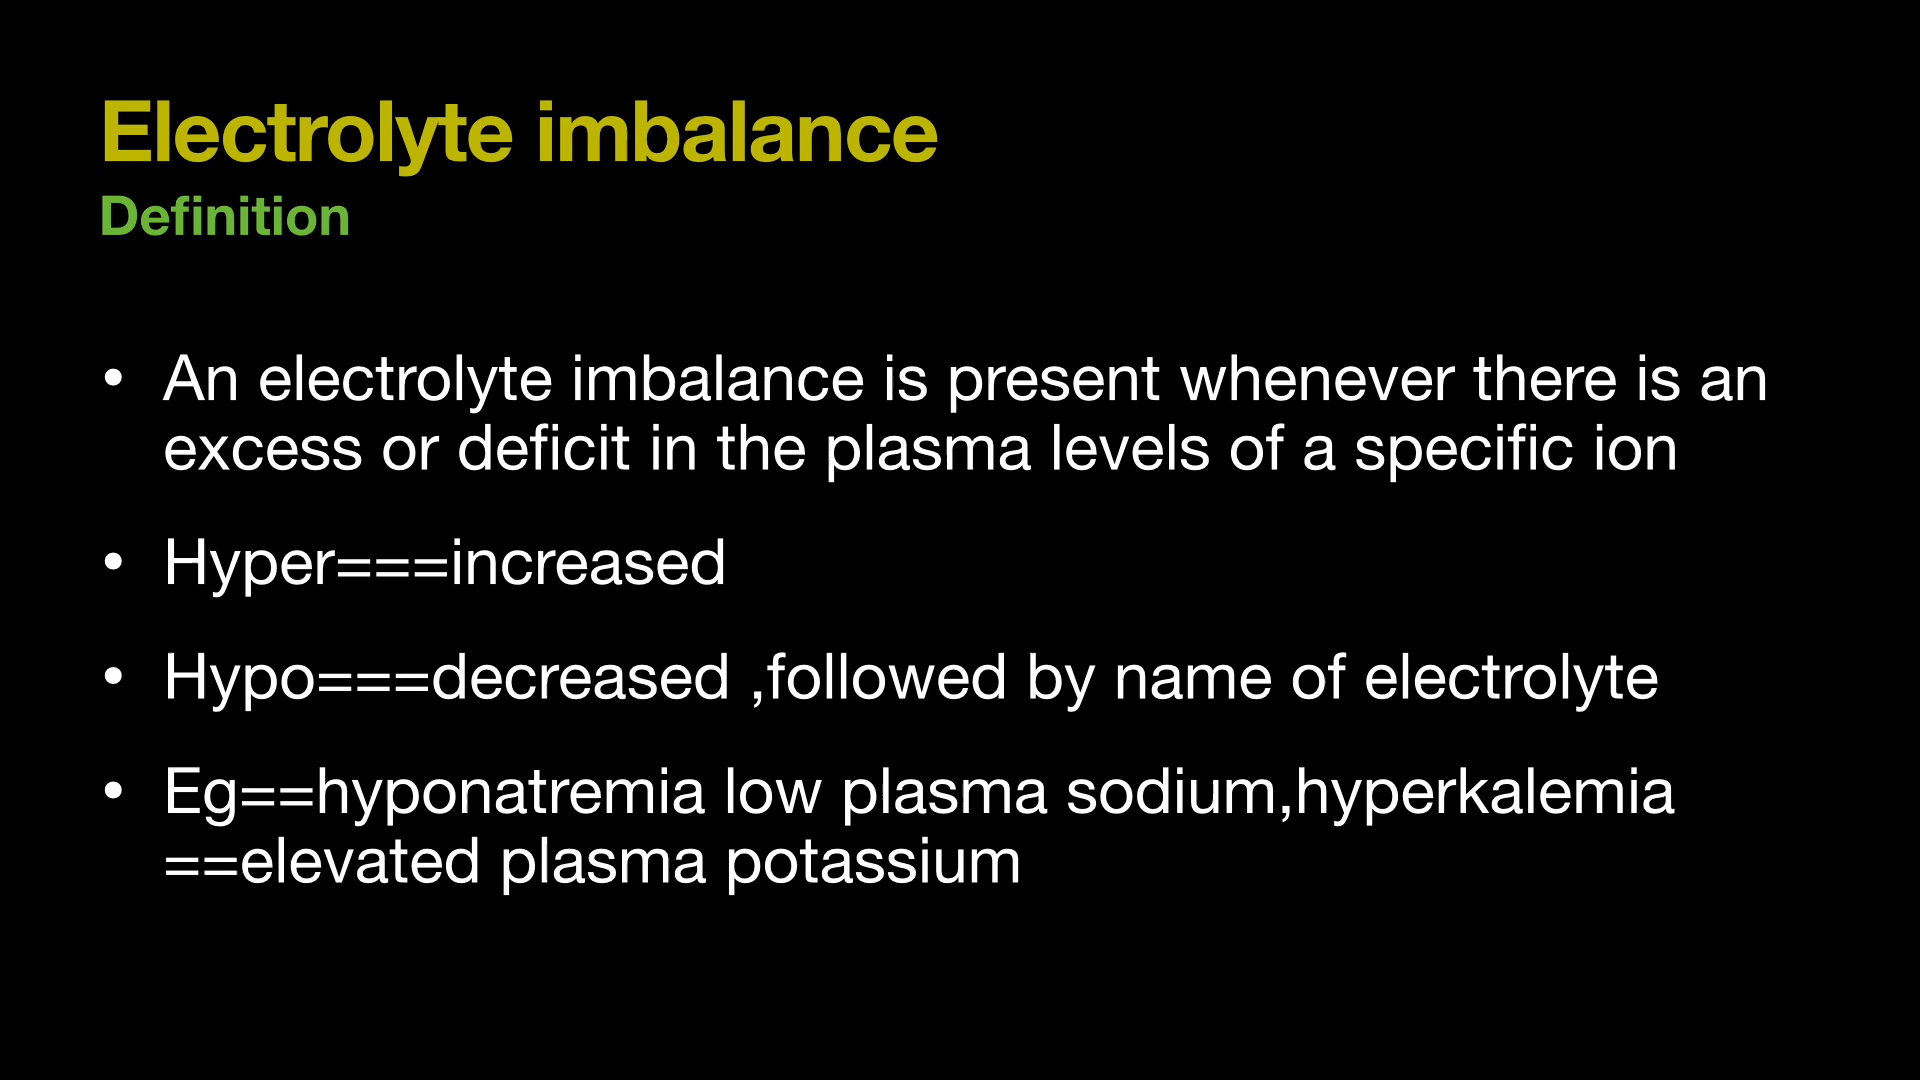 Electrolyte imbalance
Definition
• An electrolyte imbalance is present whenever there is an
excess or deficit in the plasma levels of a specific ion
• Hyper===increased
• Hypo===decreased ,followed by name of electrolyte
• Eg==hyponatremia low plasma sodium,hyperkalemia
==elevated plasma potassium